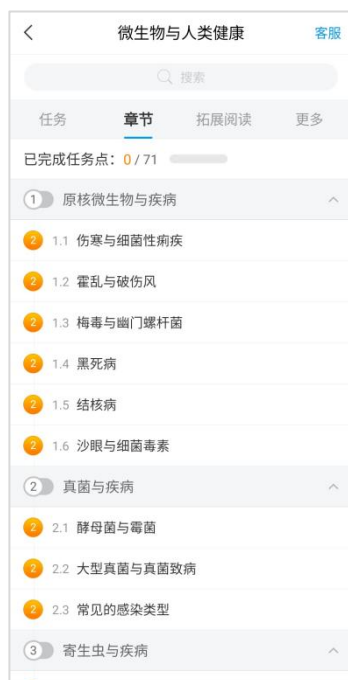 微生物与人类健康 客服
搜索
任务 章节 拓展阅读 更多
已完成任务点：0 / 71
1 原核微生物与疾病
2 1.1 伤寒与细菌性痢疾
2 1.2 霍乱与破伤风
2 1.3 梅毒与幽门螺杆菌
2 1.4 黑死病
2 1.5 结核病
2 1.6 沙眼与细菌毒素
2 真菌与疾病
2 2.1 酵母菌与霉菌
2 2.2 大型真菌与真菌致病
2 2.3 常见的感染类型
3 寄生虫与疾病